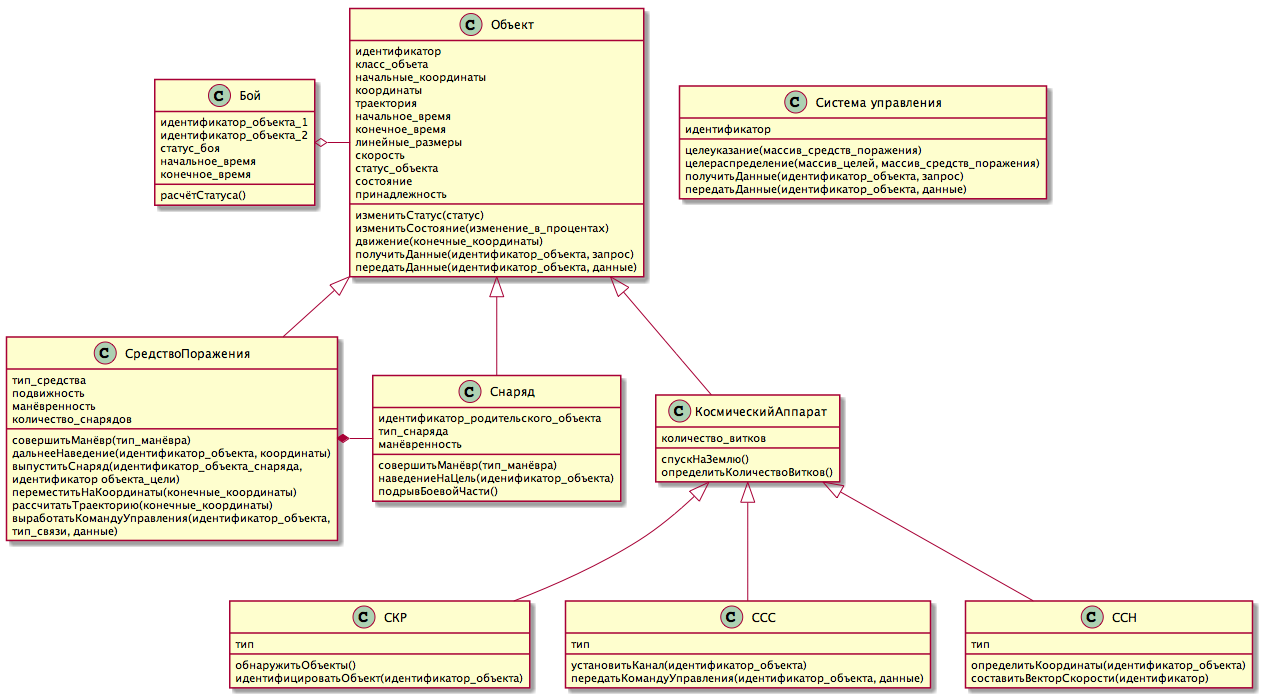 C Объект
идентификатор
класс_объета
начальные_координаты
координаты
траектория
начальное_время
конечное_время
линейные_размеры
скорость
статус_объекта
состояние
принадлежность
изменитьСтатус(статус)
изменитьСостояние(изменение_в_процентах)
движение(конечные_координаты)
получитьДанные(идентификатор_объекта, запрос)
передатьДанные(идентификатор_объекта, данные)
C Бой
идентификатор_объекта_1
идентификатор_объекта_2
статус_боя
начальное_время
конечное_время
расчётСтатуса()
C Система управления
идентификатор
целеуказание(массив_средств_поражения)
целераспределение(массив_целей, массив_средств_поражения)
получитьДанные(идентификатор_объекта, запрос)
передатьДанные(идентификатор_объекта, данные)
C СредствоПоражения
тип_средства
подвижность
манёвренность
количество_снарядов
совершитьМанёвр(тип_манёвра)
дальнееНаведение(идентификатор_объекта, координаты)
выпуститьСнаряд(идентификатор_объекта_снаряда,
идентификатор объекта_цели)
переместитьНаКоординаты(конечные_координаты)
рассчитатьТраекторию(конечные_координаты)
выработатьКомандуУправления(идентификатор_объекта,
тип_связи, данные)
C Снаряд
идентификатор_родительского_объекта
тип_снаряда
манёвренность
совершитьМанёвр(тип_манёвра)
наведениеНаЦель(иденификатор_объекта)
подрывБоевойЧасти()
C КосмическийАппарат
количество_витков
спускНаЗемлю()
определитьКоличествоВитков()
C СКР
тип
обнаружитьОбъекты()
идентифицироватьОбъект(идентификатор_объекта)
C ССС
тип
установитьКанал(идентификатор_объекта)
передатьКомандуУправления(идентификатор_объекта, данные)
C ССН
тип
определитьКоординаты(идентификатор_объекта)
составитьВекторСкорости(идентификатор)